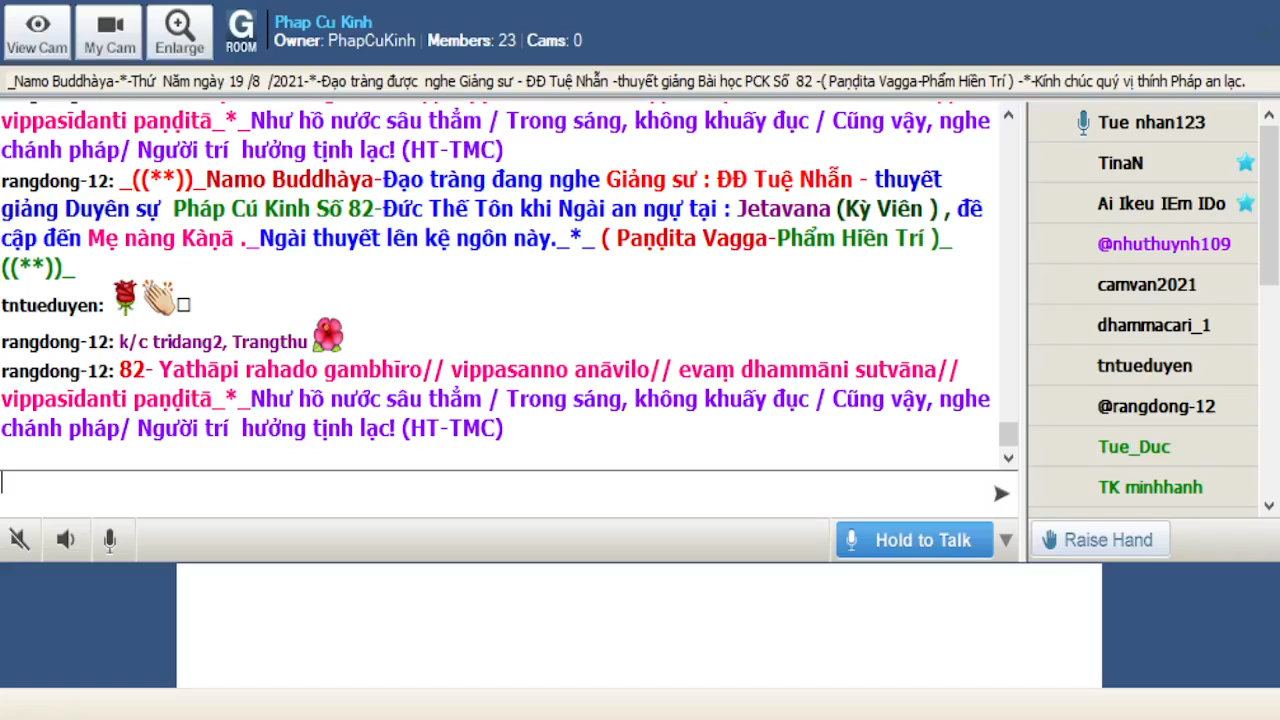 View Cam
My Cam
Enlarge
G
ROOM
Phap Cu Kinh
Owner: PhapCuKinh | Members: 23 | Cams: 0
_Namo Buddhàya-*-Thứ Năm ngày 19 /8 /2021-*-Đạo tràng được nghe Giảng sư - ĐĐ Tuệ Nhẫn -thuyết giảng Bài học PCK Số 82 -( Paṇḍita Vagga-Phẩm Hiền Trí ) -*-Kính chúc quý vị thính Pháp an lạc.
vippasīdanti paṇḍitā_*_Như hồ nước sâu thẳm / Trong sáng, không khuấy đục / Cũng vậy, nghe
chánh pháp/ Người trí hưởng tịnh lạc! (HT-TMC)
rangdong-12: _((**))_Namo Buddhàya-Đạo tràng đang nghe Giảng sư : ĐĐ Tuệ Nhẫn - thuyết
giảng Duyên sự Pháp Cú Kinh Số 82-Đức Thế Tôn khi Ngài an ngự tại : Jetavana (Kỳ Viên ) , đề
cập đến Mẹ nàng Kàṇā ._Ngài thuyết lên kệ ngôn này._*_ ( Paṇḍita Vagga-Phẩm Hiền Trí )_
((**))_
tntueduyen:
rangdong-12: k/c tridang2, Trangthu
rangdong-12: 82- Yathāpi rahado gambhīro// vippasanno anāvilo// evaṃ dhammāni sutvāna//
vippasīdanti paṇḍitā_*_Như hồ nước sâu thẳm / Trong sáng, không khuấy đục / Cũng vậy, nghe
chánh pháp/ Người trí hưởng tịnh lạc! (HT-TMC)
Hold to Talk
Tue nhan123
TinaN
Ai Ikeu IEm IDo
@nhuthuynh109
camvan2021
dhammacari_1
tntueduyen
@rangdong-12
Tue_Duc
TK minhhanh
Raise Hand